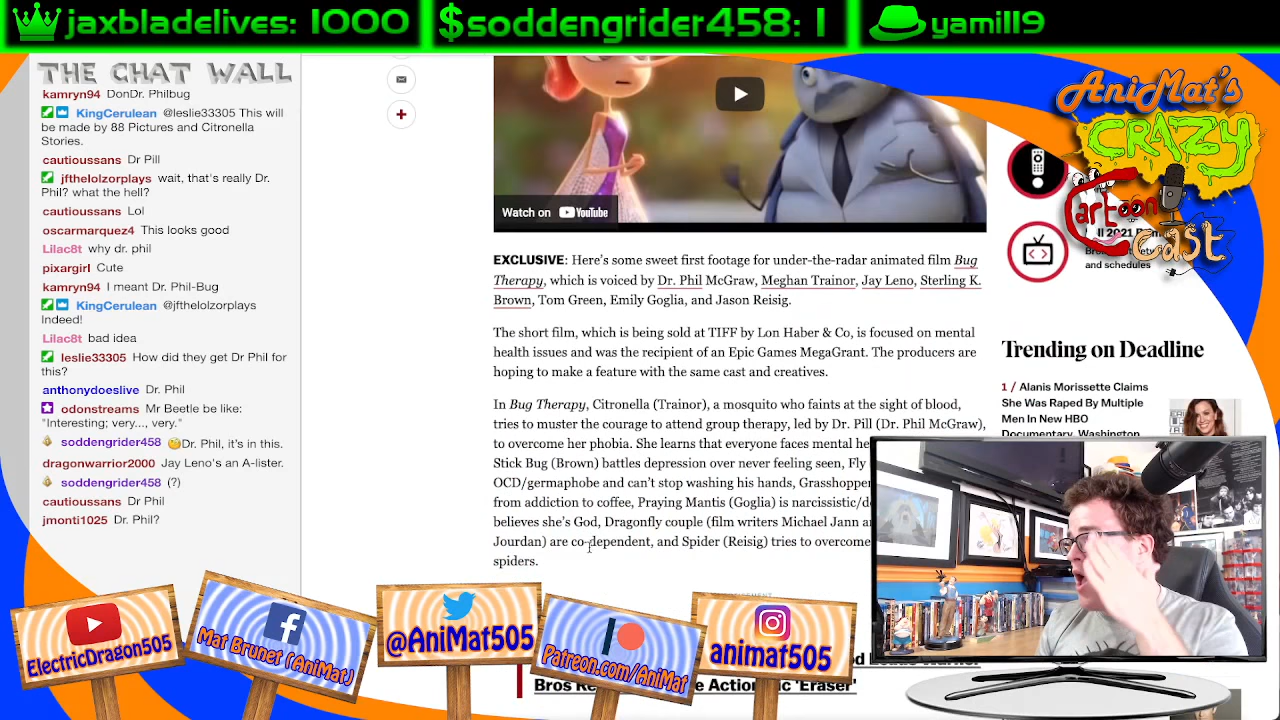 jaxbladelives: 1000
$soddengrider458: 1
yamill9
THE CHAT WALL
kamryn94 DonDr. Philbug
KingCerulean @leslie33305 This will
be made by 88 Pictures and Citronella
Stories.
cautioussans Dr Pill
jfthelolzorplays wait, that's really Dr.
Phil? what the hell?
cautioussans Lol
oscarmarquez4 This looks good
Lilac8t why dr. phil
pixargirl Cute
kamryn94 I meant Dr. Phil-Bug
KingCerulean @jfthelolzorplays
Indeed!
Lilac8t bad idea
leslie33305 How did they get Dr Phil for
this?
anthonydoeslive Dr. Phil
odonstreams Mr Beetle be like:
"Interesting; very..., very."
soddengrider458 Dr. Phil, it's in this.
dragonwarrior2000 Jay Leno's an A-lister.
soddengrider458 (?)
cautioussans Dr Phil
jmonti1025 Dr. Phil?
Watch on YouTube
EXCLUSIVE: Here's some sweet first footage for under-the-radar animated film Bug
Therapy, which is voiced by Dr. Phil McGraw, Meghan Trainor, Jay Leno, Sterling K.
Brown, Tom Green, Emily Goglia, and Jason Reisig.
The short film, which is being sold at TIFF by Lon Haber & Co, is focused on mental
health issues and was the recipient of an Epic Games MegaGrant. The producers are
hoping to make a feature with the same cast and creatives.
In Bug Therapy, Citronella (Trainor), a mosquito who faints at the sight of blood,
tries to muster the courage to attend group therapy, led by Dr. Pill (Dr. Phil McGraw),
to overcome her phobia. She learns that everyone faces mental he
Stick Bug (Brown) battles depression over never feeling seen, Fly
OCD/germaphobe and can't stop washing his hands, Grasshopper
from addiction to coffee, Praying Mantis (Goglia) is narcissistic/de
believes she's God, Dragonfly couple (film writers Michael Jann a
Jourdan) are co-dependent, and Spider (Reisig) tries to overcome
spiders.
Bros Re
e Action
ic 'Eraser'
AniMat's
CRAZY
Cartoon
Cast
ll 2021
and schedules
Trending on Deadline
1 / Alanis Morissette Claims
She Was Raped By Multiple
Men In New HBO
Documentary, Washington
ElectricDragon505
Mat Brunet (AniMat)
@AniMat505
Patreon.com/AniMat
animat505